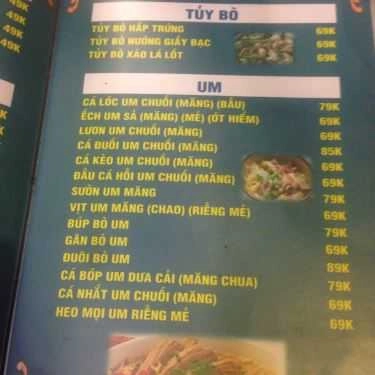 49K
49K
49K
49K
TỦY BÒ
TỦY BÒ HẤP TRỨNG 69K
TỦY BÒ NƯỚNG GIẤY BẠC 69K
TỦY BÒ XÀO LÁ LỐT 69K
UM
CÁ LÓC UM CHUỐI (MĂNG) (BẦU) 79K
ẾCH UM SẢ (MĂNG) (MẺ) (ỚT HIỂM) 69K
LƯƠN UM CHUỐI (MĂNG) 69K
CÁ ĐUỐI UM CHUỐI (MĂNG) 85K
CÁ KÈO UM CHUỐI (MĂNG) 69K
ĐẦU CÁ HỒI UM CHUỐI (MĂNG) 69K
SƯỜN UM MĂNG 79K
VỊT UM MĂNG (CHAO) (RIỀNG MẺ) 69K
BÚP BÒ UM 79K
GÂN BÒ UM 69K
ĐUÔI BÒ UM 89K
CÁ BÓP UM DƯA CẢI (MĂNG CHUA) 79K
CÁ NHẤT UM CHUỐI (MĂNG) 69K
HEO MỌI UM RIỀNG MẺ 69K